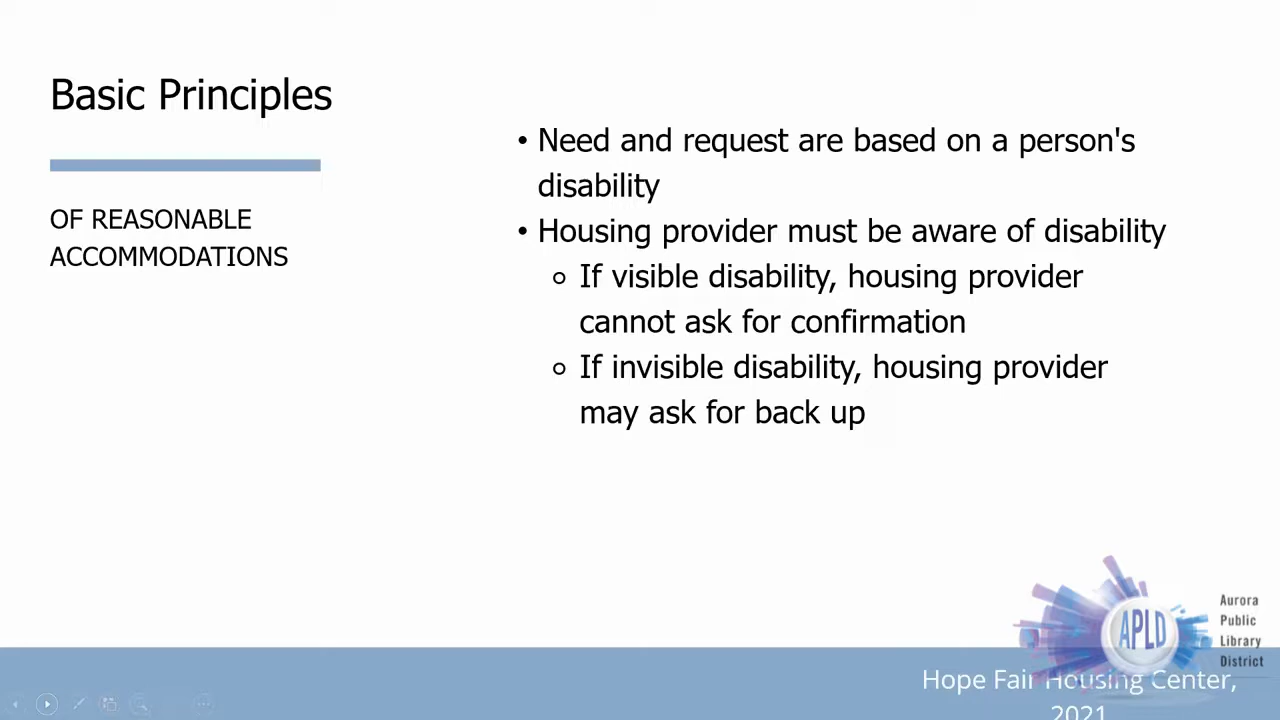 Basic Principles
OF REASONABLE
ACCOMMODATIONS
• Need and request are based on a person's
disability
• Housing provider must be aware of disability
o If visible disability, housing provider
cannot ask for confirmation
o If invisible disability, housing provider
may ask for back up
APLD
Aurora
Public
Library
District
Hope Fair Housing Center,
2021